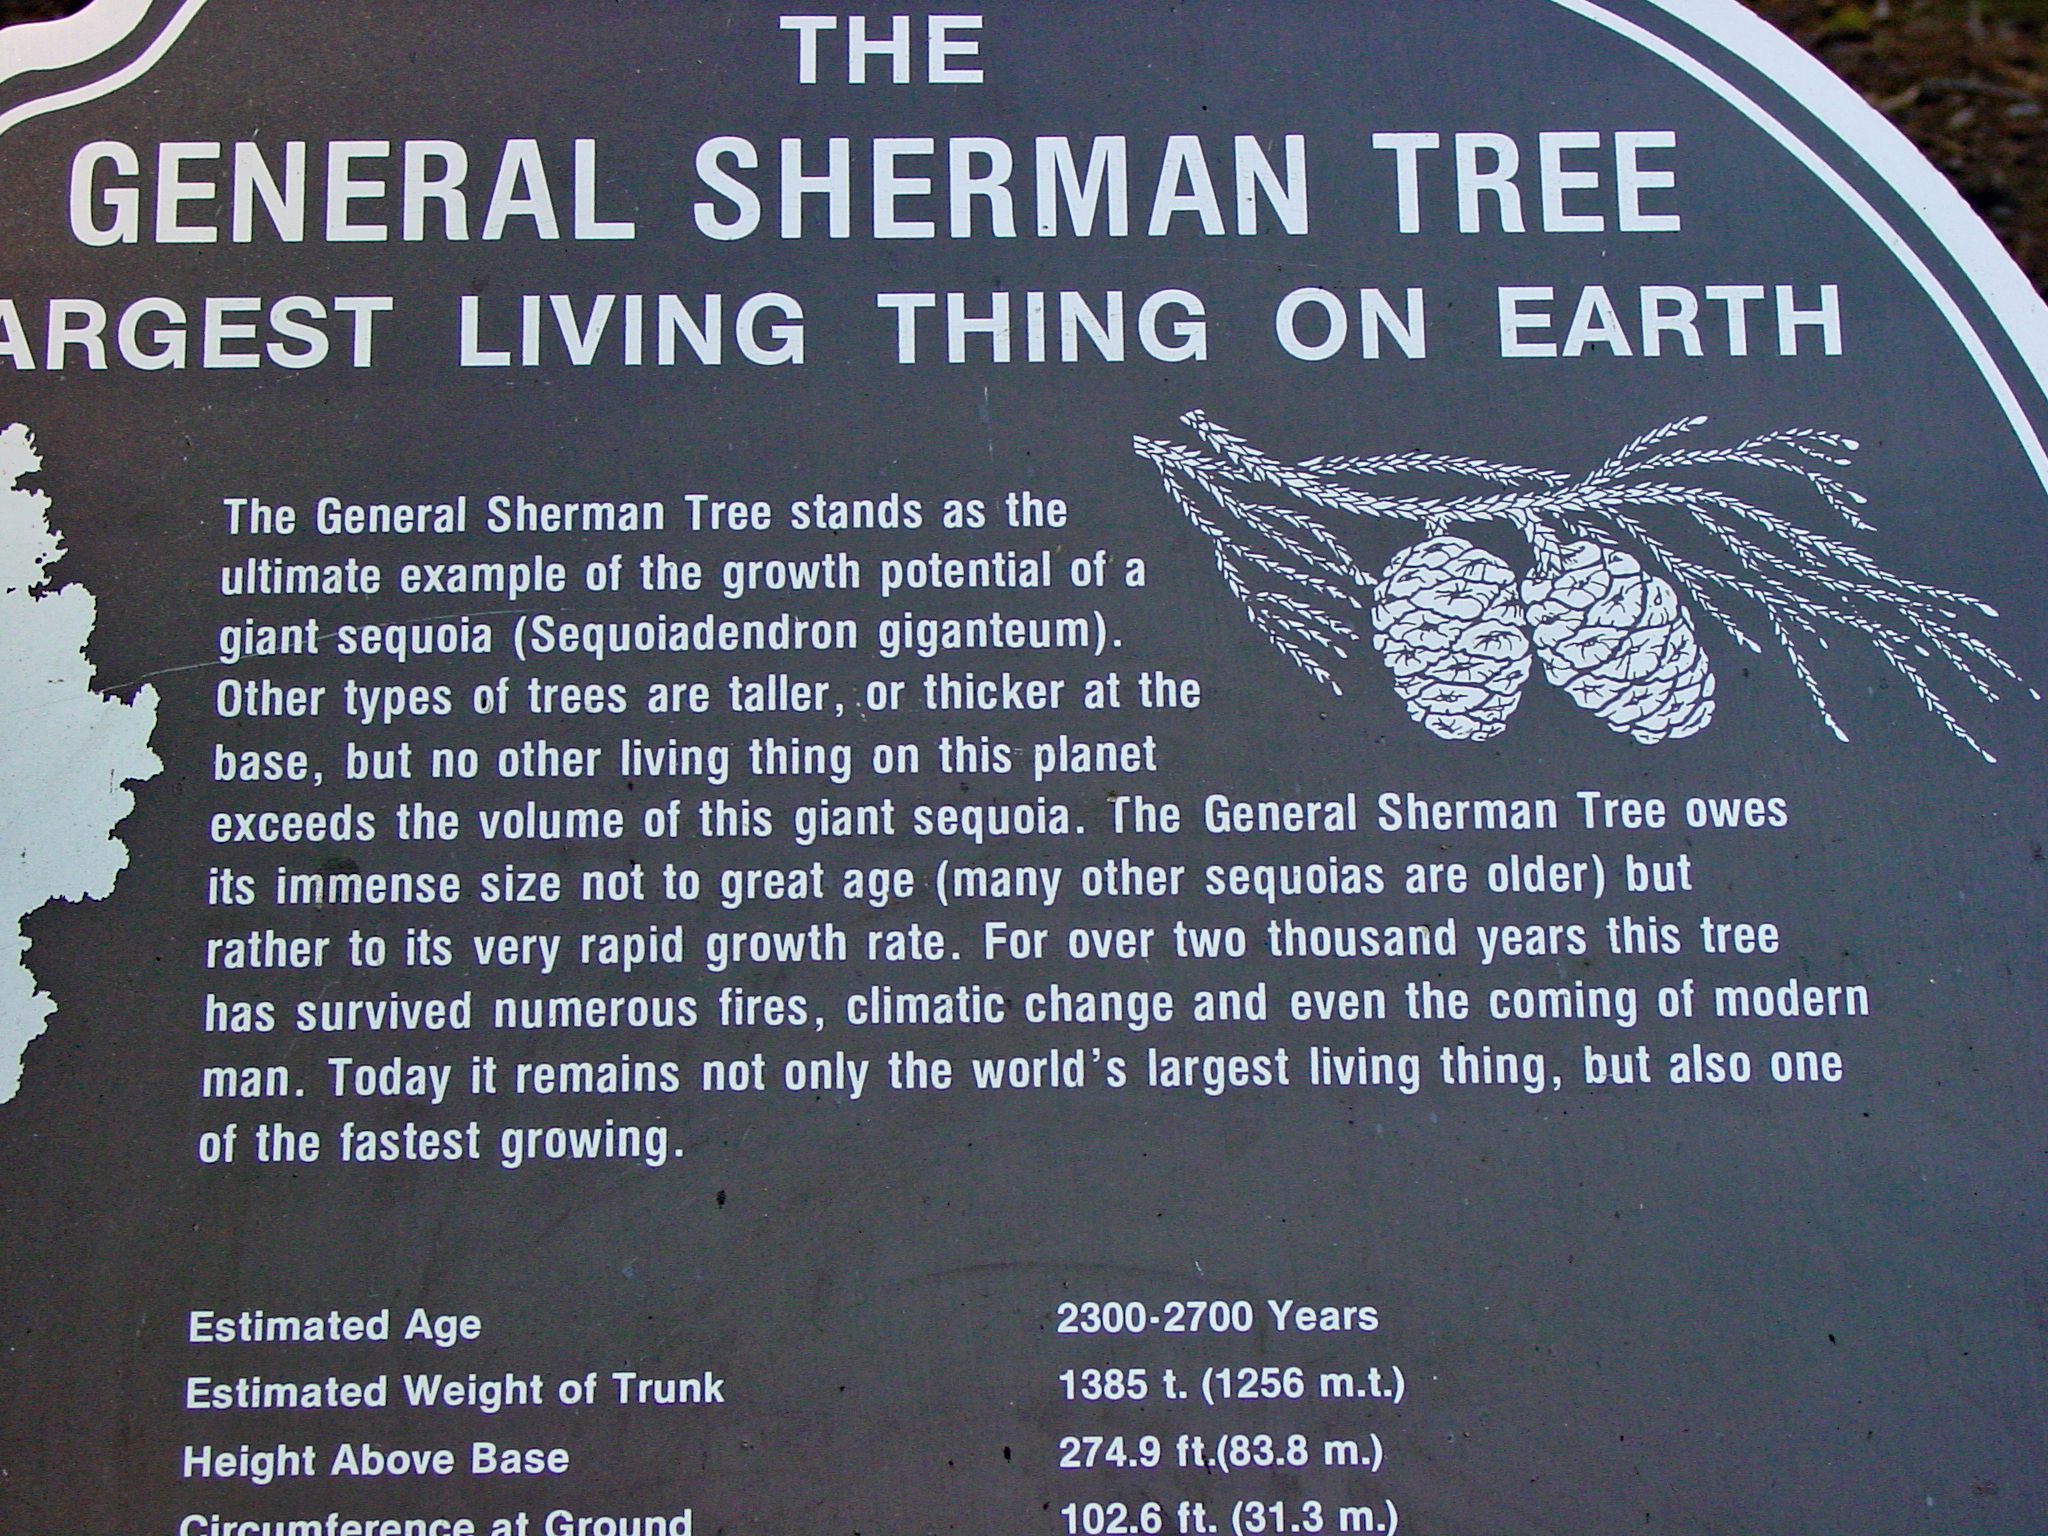 THE
GENERAL SHERMAN TREE
ARGEST LIVING THING ON EARTH
The General Sherman Tree stands as the
ultimate example of the growth potential of a
giant sequoia (Sequoiadendron giganteum).
Other types of trees are taller, or thicker at the
base, but no other living thing on this planet
exceeds the volume of this giant sequoia. The General Sherman Tree owes
its immense size not to great age (many other sequoias are older) but
rather to its very rapid growth rate. For over two thousand years this tree
has survived numerous fires, climatic change and even the coming of modern
man. Today it remains not only the world's largest living thing, but also one
of the fastest growing.
Estimated Age 2300-2700 Years
Estimated Weight of Trunk 1385 t. (1256 m.t.)
Height Above Base 274.9 ft.(83.8 m.)
Circumference at Ground 102.6 ft. (31.3 m.)